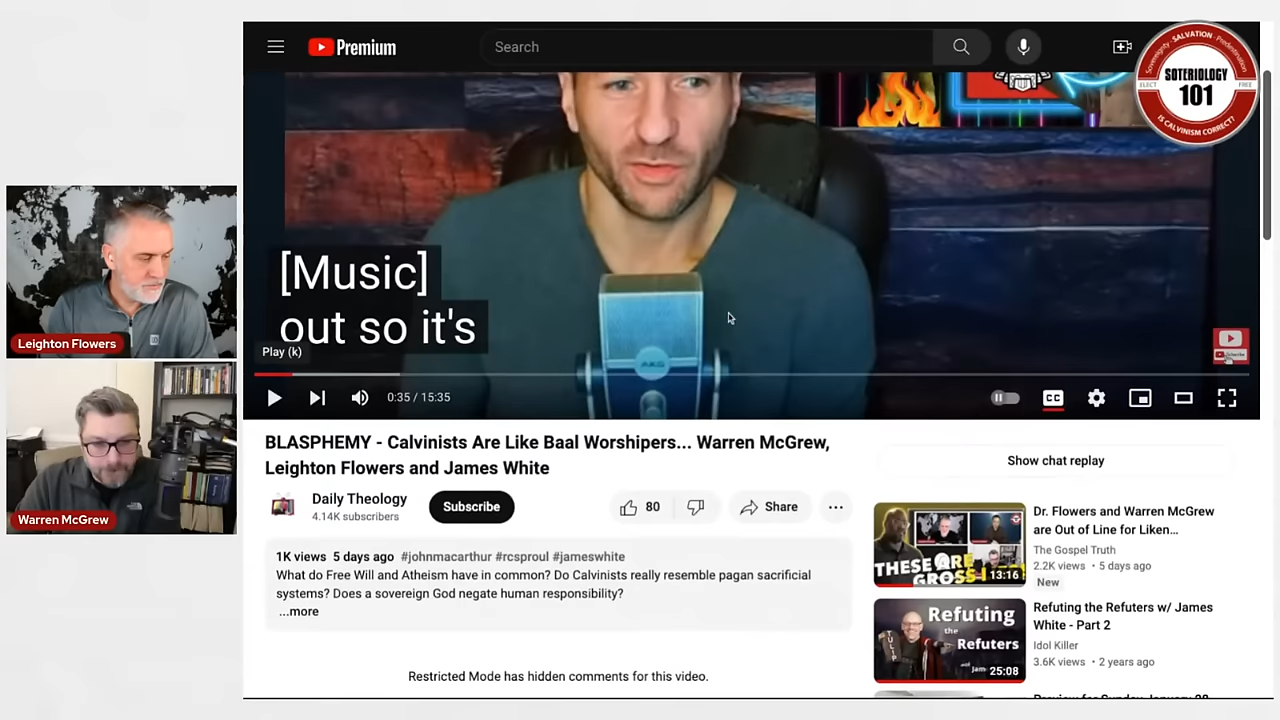 Premium
Search
Sovereignty · SALVATION · Predestination
SOTERIOLOGY
101
ELECT
FREE
IS CALVINISM CORRECT?
[Music]
out so it's
Play (k)
AKG
Subscribe
0:35 / 15:35
CC
Leighton Flowers
Warren McGrew
BLASPHEMY - Calvinists Are Like Baal Worshipers... Warren McGrew,
Leighton Flowers and James White
Daily Theology
4.14K subscribers
Subscribe
80
Share
1K views 5 days ago #johnmacarthur #rcsproul #jameswhite
What do Free Will and Atheism have in common? Do Calvinists really resemble pagan sacrificial
systems? Does a sovereign God negate human responsibility?
...more
Restricted Mode has hidden comments for this video.
Show chat replay
THESE ARE
GROSS!
13:16
Dr. Flowers and Warren McGrew
are Out of Line for Liken...
The Gospel Truth
2.2K views · 5 days ago
New
Refuting
the
Refuters
TULIP
25:08
Refuting the Refuters w/ James
White - Part 2
Idol Killer
3.6K views · 2 years ago